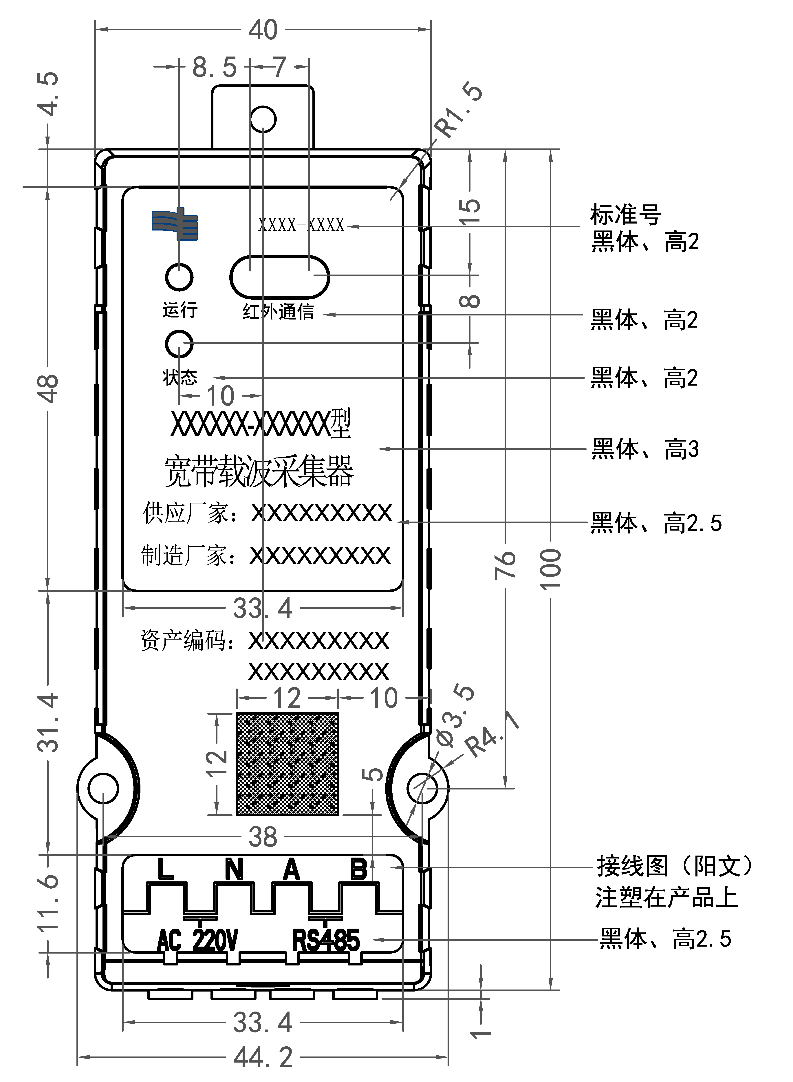 40
8.5
7
4.5
R1.5
XXXX-XXXX
标准号
黑体、高2
15
运行
红外通信
黑体、高2
8
状态
黑体、高2
10
48
XXXXXX-XXXXXX型
黑体、高3
宽带载波采集器
供应厂家：XXXXXXXXX
黑体、高2.5
制造厂家：XXXXXXXXX
76
100
33.4
资产编码：XXXXXXXXX
XXXXXXXXX
12
10
31.4
12
5
φ3.5
R4.1
38
L N A B
接线图（阳文）
注塑在产品上
11.6
AC 220V RS485
黑体、高2.5
33.4
1
44.2